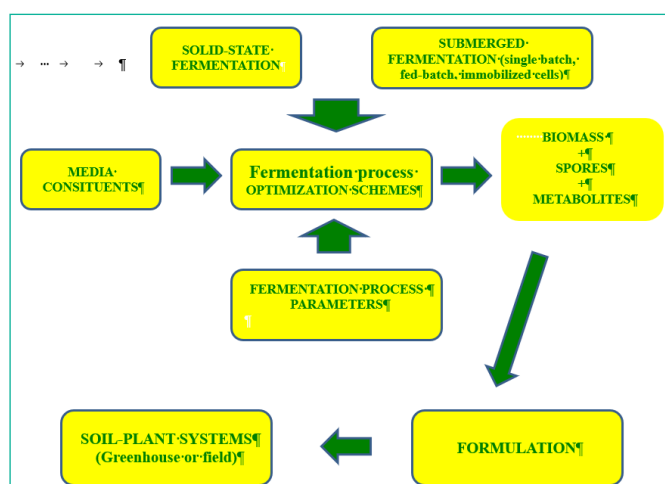 SOLID-STATE·
FERMENTATION¶
SUBMERGED·
FERMENTATION·(single·batch,·
fed-batch,·immobilized·cells)¶
→ ··· → → ¶
MEDIA·
CONSITUENTS¶
Fermentation·process·
OPTIMIZATION·SCHEMES¶
·······BIOMASS·¶
+¶
SPORES¶
+¶
METABOLITES¶
FERMENTATION·PROCESS·¶
PARAMETERS¶
¶
SOIL-PLANT·SYSTEMS¶
(Greenhouse·or·field)¶
FORMULATION¶